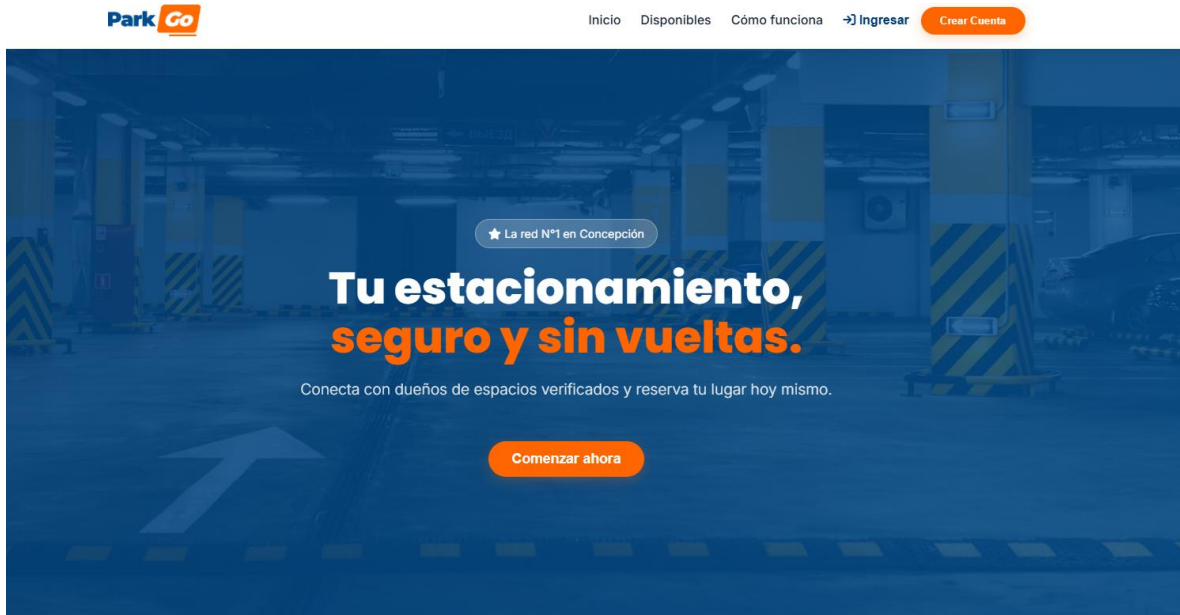 Park Go
Inicio Disponibles Cómo funciona Ingresar Crear Cuenta
ВЫЕЗД
La red N°1 en Concepción
Tu estacionamiento,
seguro y sin vueltas.
Conecta con dueños de espacios verificados y reserva tu lugar hoy mismo.
Comenzar ahora